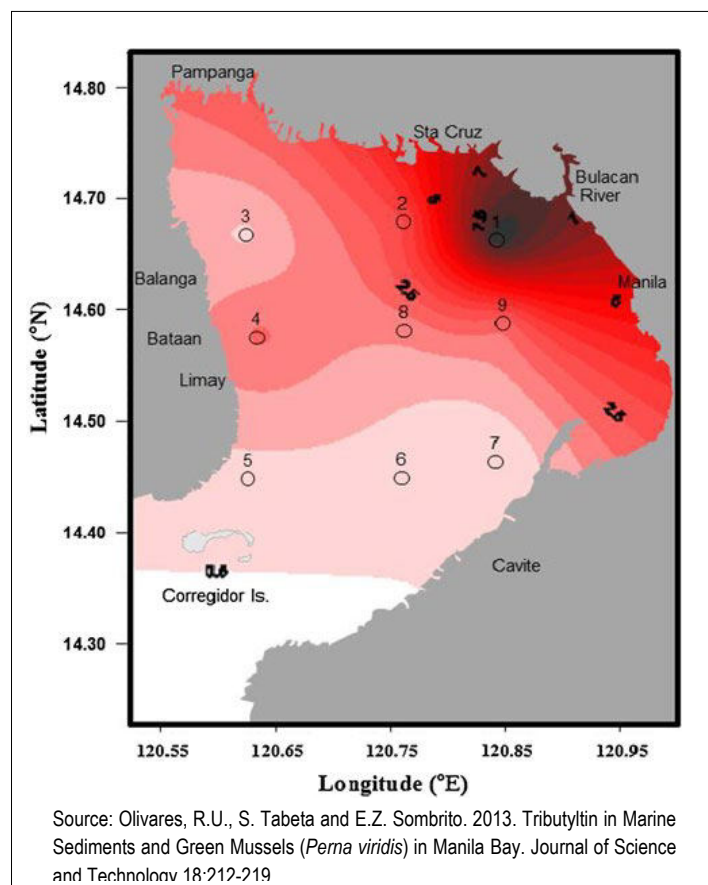 14.80
Pampanga
Sta Cruz
7
Bulacan
River
14.70
2
5
7.5
1
3
Balanga
2.5
Manila
5
14.60
4
8
9
Bataan
Limay
Latitude (°N)
14.50
2.5
7
5
6
14.40
Cavite
Corregidor Is.
14.30
120.55 120.65 120.75 120.85 120.95
Longitude (°E)
Source: Olivares, R.U., S. Tabeta and E.Z. Sombrito. 2013. Tributyltin in Marine
Sediments and Green Mussels (Perna viridis) in Manila Bay. Journal of Science
and Technology 18:212-219